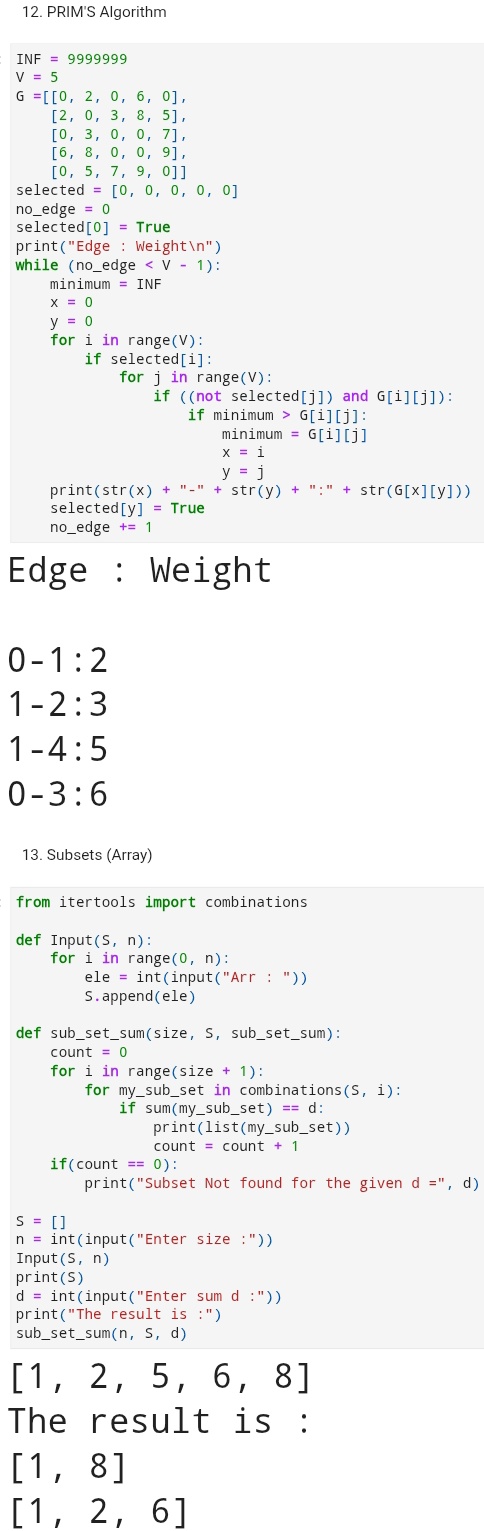 12. PRIM'S Algorithm
INF = 9999999
V = 5
G =[[0, 2, 0, 6, 0],
    [2, 0, 3, 8, 5],
    [0, 3, 0, 0, 7],
    [6, 8, 0, 0, 9],
    [0, 5, 7, 9, 0]]
selected = [0, 0, 0, 0, 0]
no_edge = 0
selected[0] = True
print("Edge : Weight\n")
while (no_edge < V - 1):
    minimum = INF
    x = 0
    y = 0
    for i in range(V):
        if selected[i]:
            for j in range(V):
                if ((not selected[j]) and G[i][j]):
                    if minimum > G[i][j]:
                        minimum = G[i][j]
                        x = i
                        y = j
    print(str(x) + "-" + str(y) + ":" + str(G[x][y]))
    selected[y] = True
    no_edge += 1
Edge : Weight
0-1:2
1-2:3
1-4:5
0-3:6
13. Subsets (Array)
from itertools import combinations
def Input(S, n):
    for i in range(0, n):
        ele = int(input("Arr : "))
        S.append(ele)
def sub_set_sum(size, S, sub_set_sum):
    count = 0
    for i in range(size + 1):
        for my_sub_set in combinations(S, i):
            if sum(my_sub_set) == d:
                print(list(my_sub_set))
                count = count + 1
    if(count == 0):
        print("Subset Not found for the given d =", d)
S = []
n = int(input("Enter size :"))
Input(S, n)
print(S)
d = int(input("Enter sum d :"))
print("The result is :")
sub_set_sum(n, S, d)
[1, 2, 5, 6, 8]
The result is :
[1, 8]
[1, 2, 6]